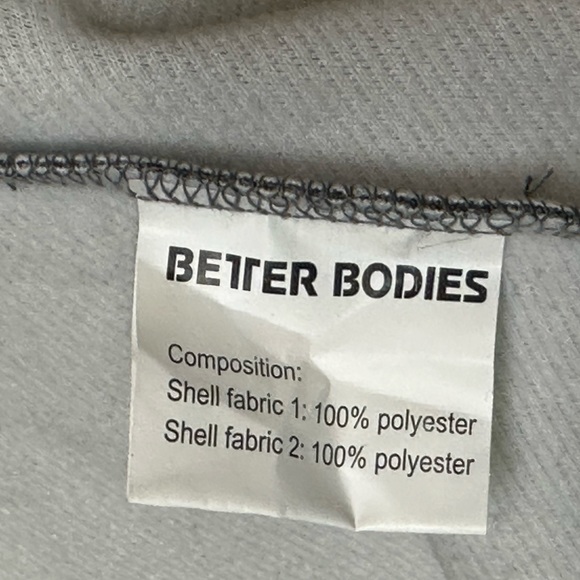 BETTER BODIES
Composition:
Shell fabric 1: 100% polyester
Shell fabric 2: 100% polyester